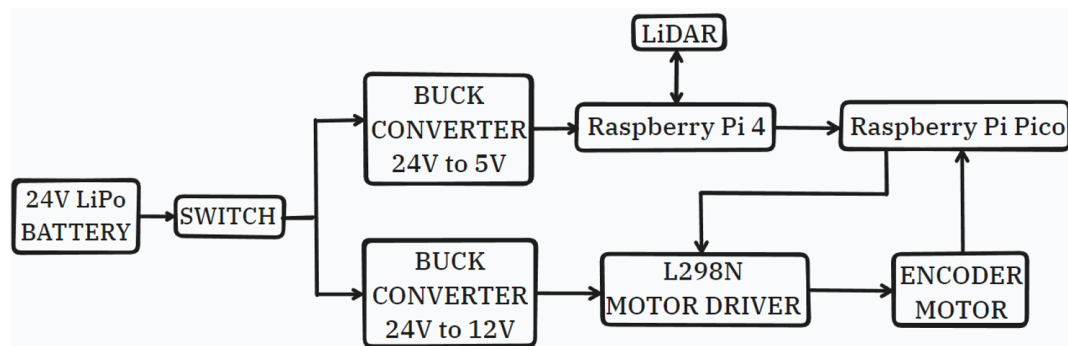 LiDAR
BUCK
CONVERTER
24V to 5V
Raspberry Pi 4
Raspberry Pi Pico
24V LiPo
BATTERY
SWITCH
BUCK
CONVERTER
24V to 12V
L298N
MOTOR DRIVER
ENCODER
MOTOR